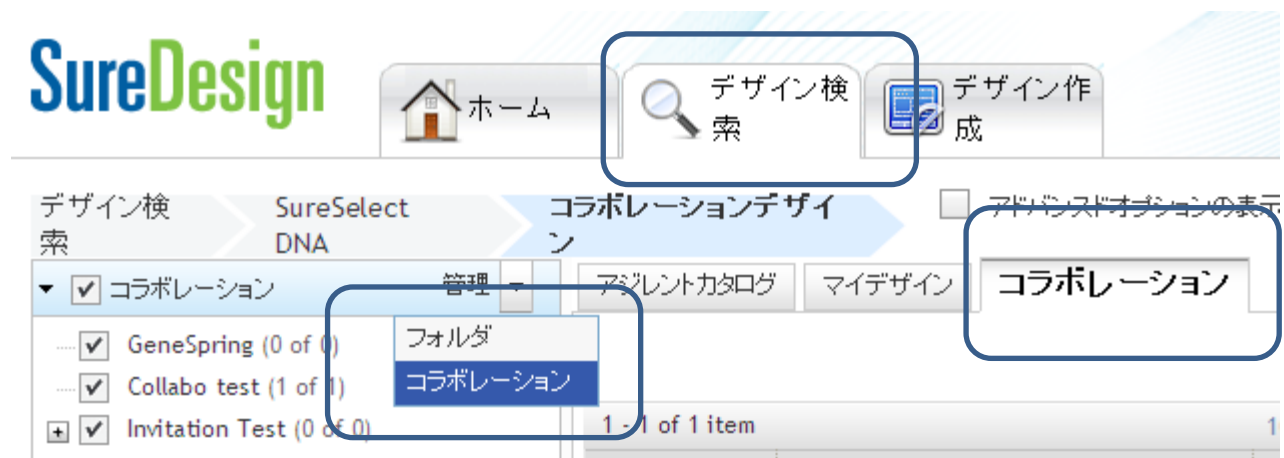 SureDesign
ホーム
デザイン検
索
デザイン作
成
デザイン検
索
SureSelect
DNA
コラボレーションデザイ
ン
アドバンスドオプションの表示
コラボレーション
管理
アジレントカタログ
マイデザイン
コラボレーション
GeneSpring (0 of 0)
フォルダ
Collabo test (1 of 1)
コラボレーション
Invitation Test (0 of 0)
1 - 1 of 1 item
1